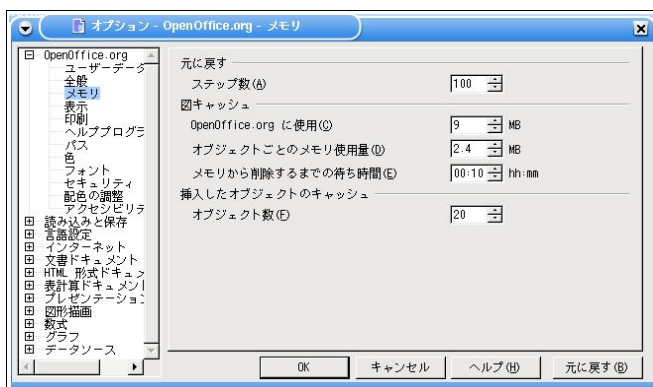 オプション - OpenOffice.org - メモリ
OpenOffice.org
ユーザーデータ
全般
メモリ
表示
印刷
ヘルププログラ
パス
色
フォント
セキュリティ
配色の調整
アクセシビリテ
読み込みと保存
言語設定
インターネット
文書ドキュメント
HTML 形式ドキュメ
表計算ドキュメント
プレゼンテーション
図形描画
数式
グラフ
データソース
元に戻す
ステップ数(A) 100
図キャッシュ
OpenOffice.org に使用(C) 9 MB
オブジェクトごとのメモリ使用量(D) 2.4 MB
メモリから削除するまでの待ち時間(E) 00:10 hh:mm
挿入したオブジェクトのキャッシュ
オブジェクト数(F) 20
OK キャンセル ヘルプ(H) 元に戻す(B)